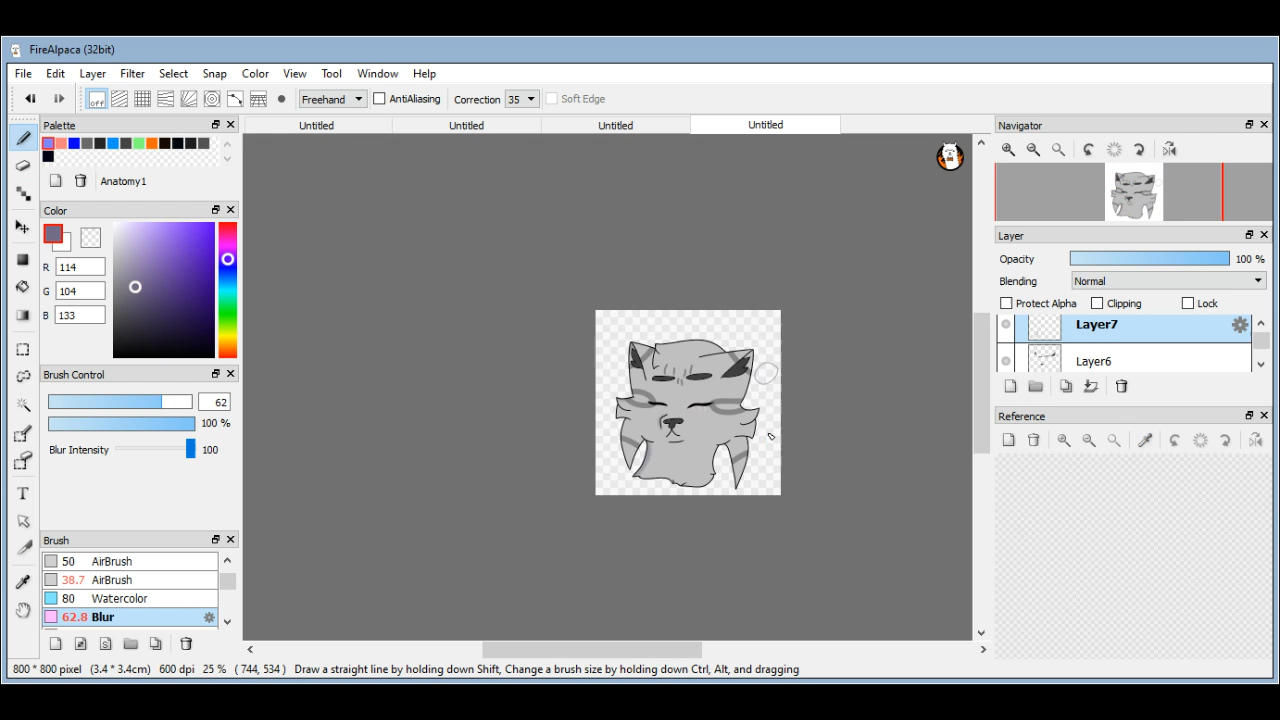 FireAlpaca (32bit)
File Edit Layer Filter Select Snap Color View Tool Window Help
off Freehand AntiAliasing Correction 35 Soft Edge
Palette
Anatomy1
Color
R 114
G 104
B 133
Brush Control
62
100 %
Blur Intensity 100
Brush
50 AirBrush
38.7 AirBrush
80 Watercolor
62.8 Blur
Untitled Untitled Untitled Untitled
Navigator
Layer
Opacity 100 %
Blending Normal
Protect Alpha Clipping Lock
Layer7
Layer6
Reference
800 * 800 pixel (3.4 * 3.4cm) 600 dpi 25 % ( 744, 534 ) Draw a straight line by holding down Shift, Change a brush size by holding down Ctrl, Alt, and dragging